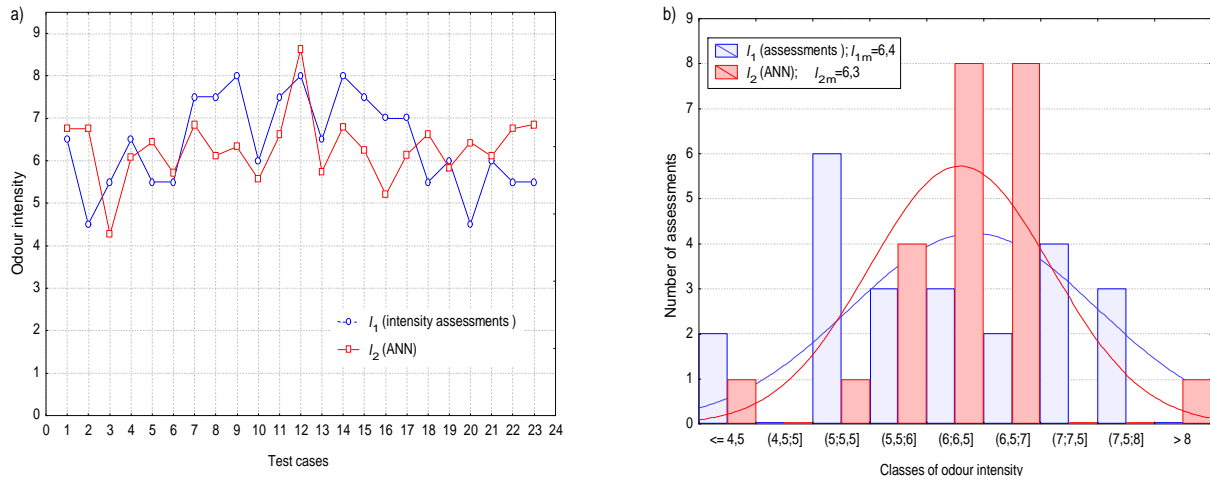 a)
9
8
7
6
5
4
3
2
1
0
Odour intensity
I1 (intensity assessments )
I2 (ANN)
0 1 2 3 4 5 6 7 8 9 10 11 12 13 14 15 16 17 18 19 20 21 22 23 24
Test cases
b)
9
8
7
6
5
4
3
2
1
0
Number of assessments
I1 (assessments ); I1m=6,4
I2 (ANN); I2m=6,3
<= 4,5 (4,5;5] (5;5,5] (5,5;6] (6;6,5] (6,5;7] (7;7,5] (7,5;8] > 8
Classes of odour intensity